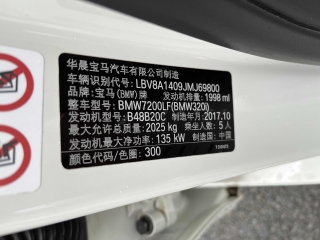 华晨宝马汽车有限公司制造
车辆识别代号: LBV8A1409JMJ69800
品牌: 宝马(BMW)牌 发动机排量: 1998 ml
整车型号: BMW7200LF(BMW320i)
发动机型号: B48B20C 制造年月: 2017.10
最大允许总质量: 2025 kg 乘坐人数: 5 人
发动机最大净功率: 135 kW 制造国: 中国
颜色代码/色圈: 300